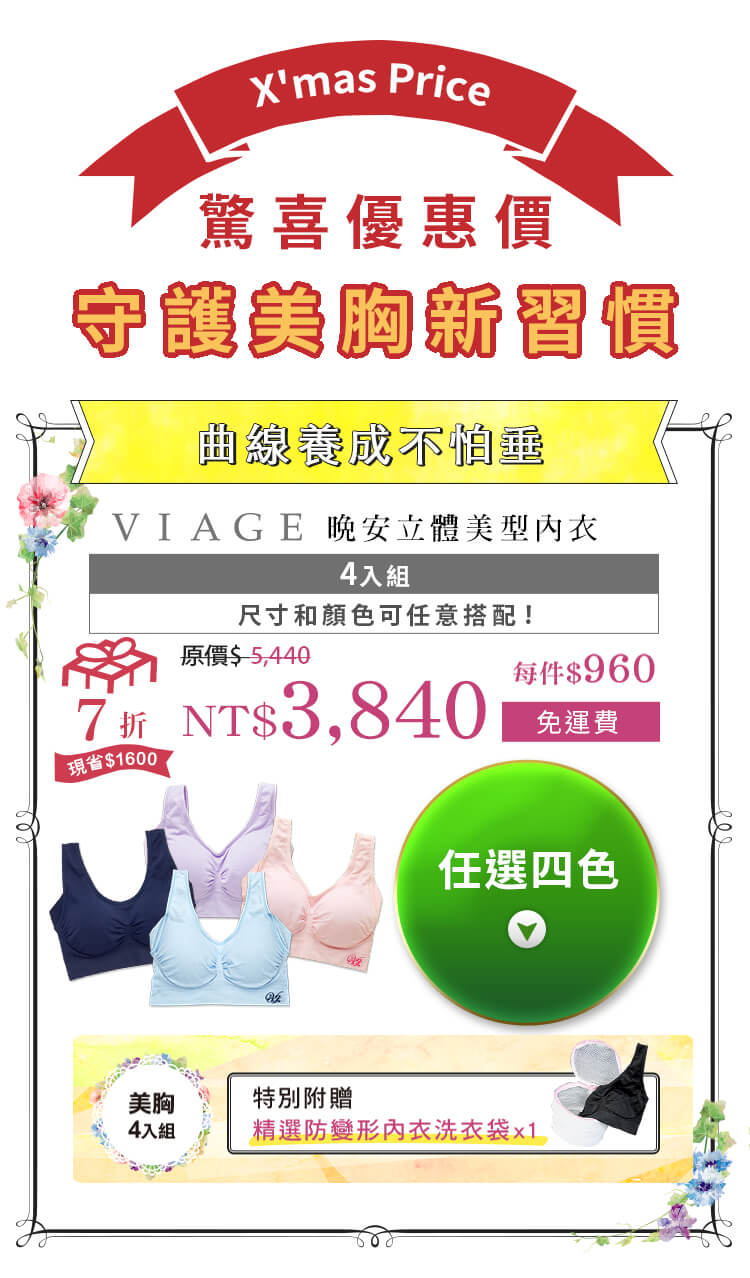 X'mas Price
驚喜優惠價
守護美胸新習慣
曲線養成不怕垂
VIAGE 晚安立體美型內衣
4入組
尺寸和顏色可任意搭配！
原價$ 5,440
每件$960
7折
NT$3,840
免運費
現省$1600
任選四色
美胸
4入組
特別附贈
精選防變形內衣洗衣袋x1